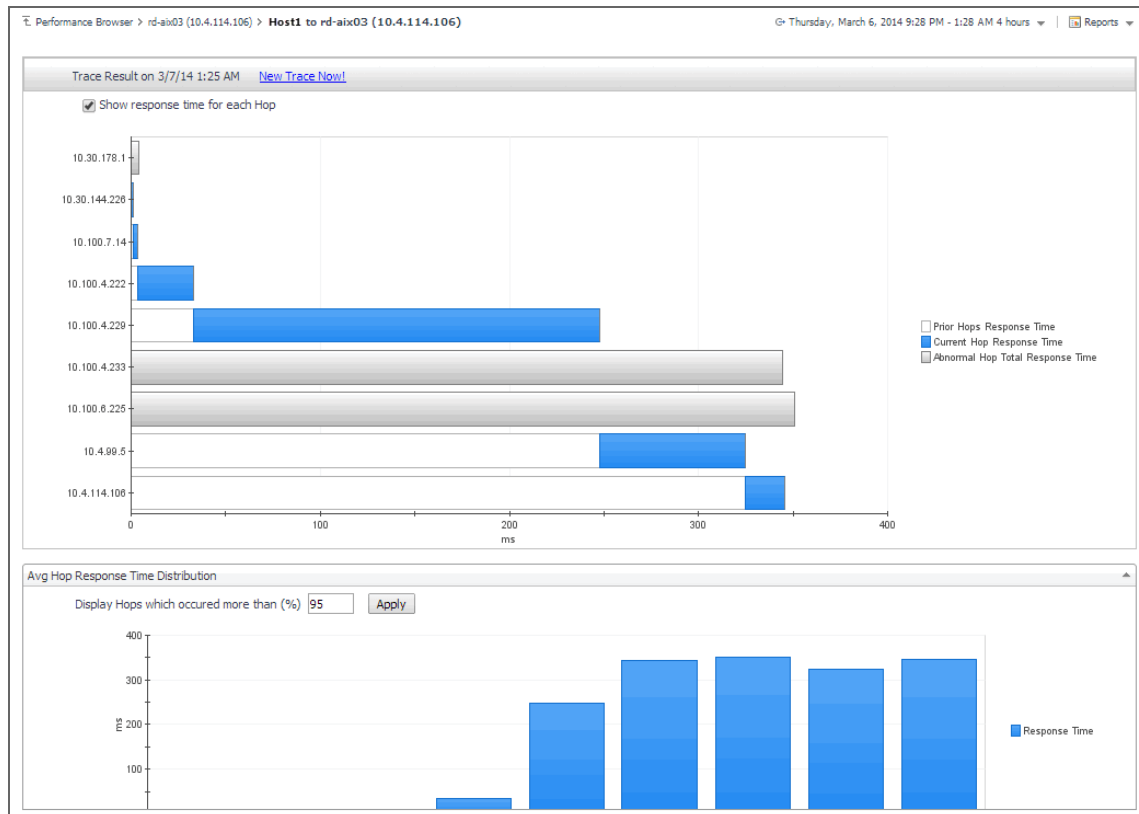 Performance Browser > rd-aix03 (10.4.114.106) > Host1 to rd-aix03 (10.4.114.106)
Thursday, March 6, 2014 9:28 PM - 1:28 AM 4 hours
Reports
Trace Result on 3/7/14 1:25 AM New Trace Now!
Show response time for each Hop
10.30.178.1
10.30.144.226
10.100.7.14
10.100.4.222
10.100.4.229
10.100.4.233
10.100.6.225
10.4.99.5
10.4.114.106
0 100 200 300 400
ms
Prior Hops Response Time
Current Hop Response Time
Abnormal Hop Total Response Time
Avg Hop Response Time Distribution
Display Hops which occured more than (%) 95 Apply
400
300
200
100
ms
Response Time